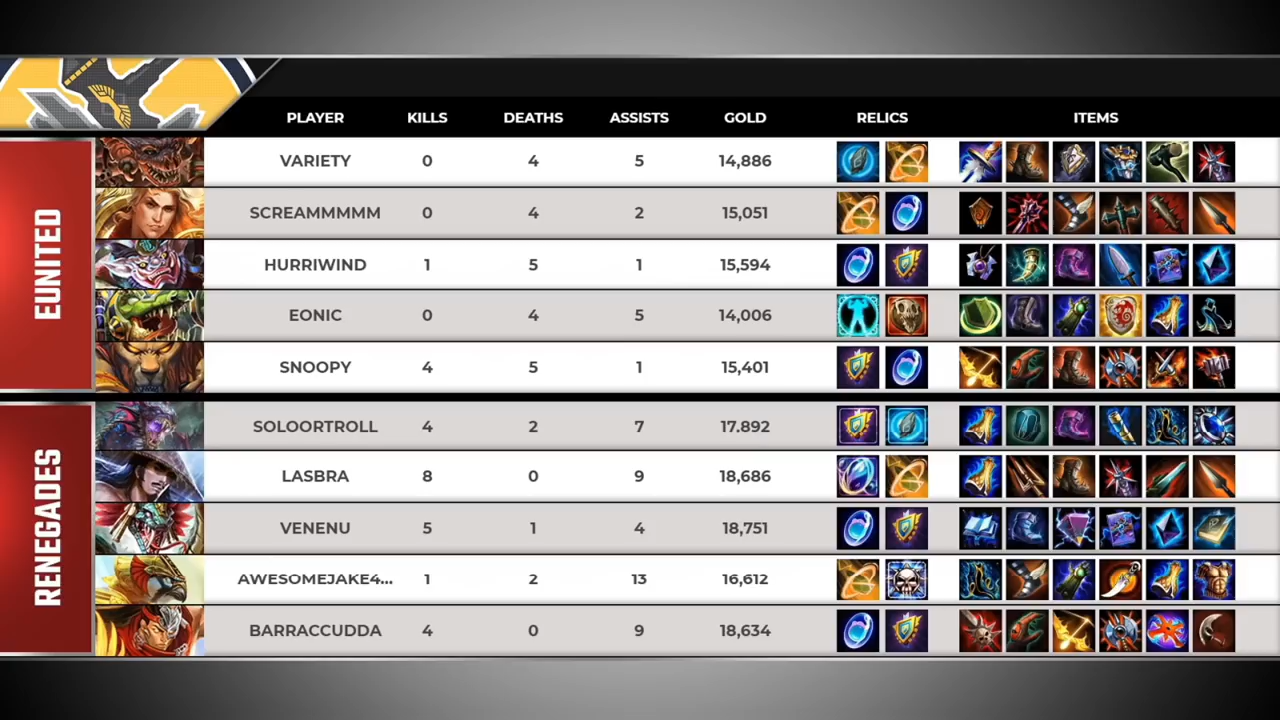 PLAYER KILLS DEATHS ASSISTS GOLD RELICS ITEMS
EUNITED
VARIETY 0 4 5 14,886
SCREAMMMMM 0 4 2 15,051
HURRIWIND 1 5 1 15,594
EONIC 0 4 5 14,006
SNOOPY 4 5 1 15,401
RENEGADES
SOLOORTROLL 4 2 7 17.892
LASBRA 8 0 9 18,686
VENENU 5 1 4 18,751
AWESOMEJAKE4... 1 2 13 16,612
BARRACCUDDA 4 0 9 18,634